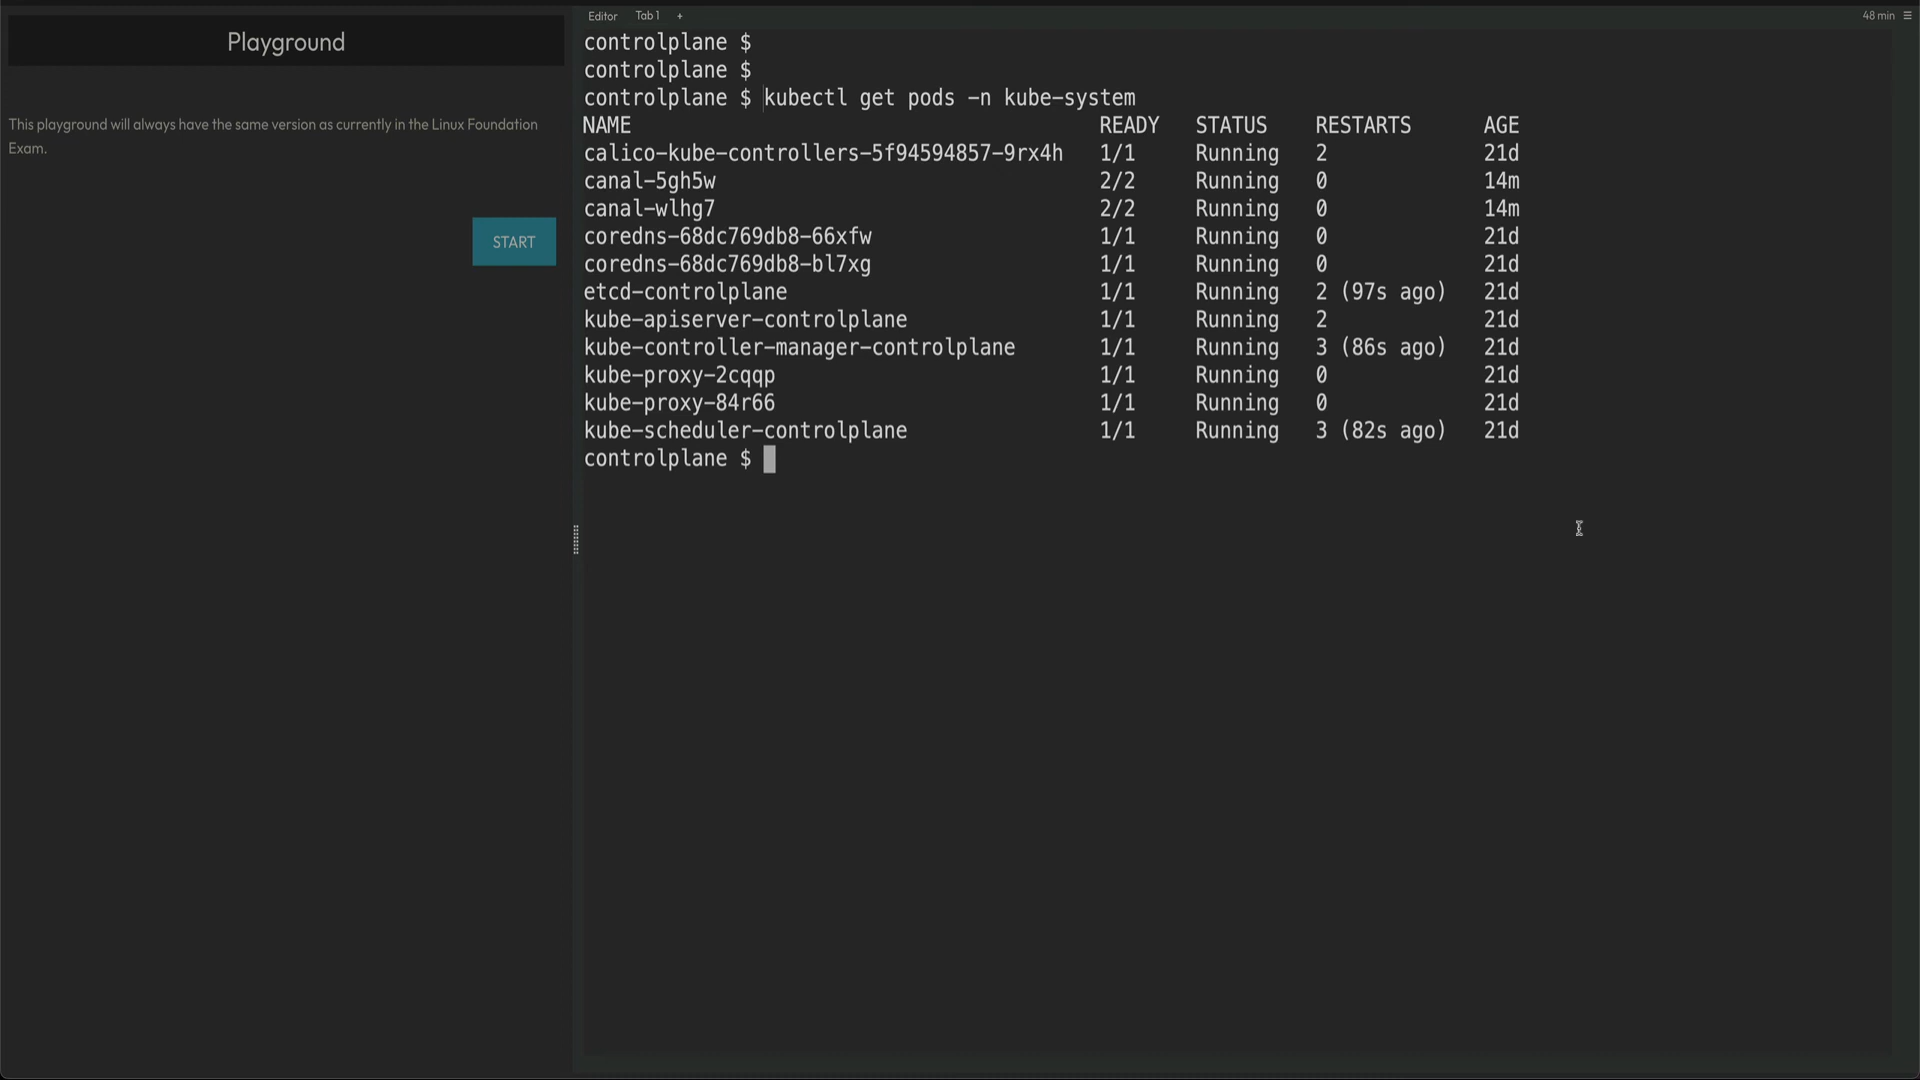 Playground
This playground will always have the same version as currently in the Linux Foundation
Exam.
START
Editor Tab 1 + 48 min
controlplane $
controlplane $
controlplane $ kubectl get pods -n kube-system
NAME READY STATUS RESTARTS AGE
calico-kube-controllers-5f94594857-9rx4h 1/1 Running 2 21d
canal-5gh5w 2/2 Running 0 14m
canal-wlhg7 2/2 Running 0 14m
coredns-68dc769db8-66xfw 1/1 Running 0 21d
coredns-68dc769db8-bl7xg 1/1 Running 0 21d
etcd-controlplane 1/1 Running 2 (97s ago) 21d
kube-apiserver-controlplane 1/1 Running 2 21d
kube-controller-manager-controlplane 1/1 Running 3 (86s ago) 21d
kube-proxy-2cqqp 1/1 Running 0 21d
kube-proxy-84r66 1/1 Running 0 21d
kube-scheduler-controlplane 1/1 Running 3 (82s ago) 21d
controlplane $